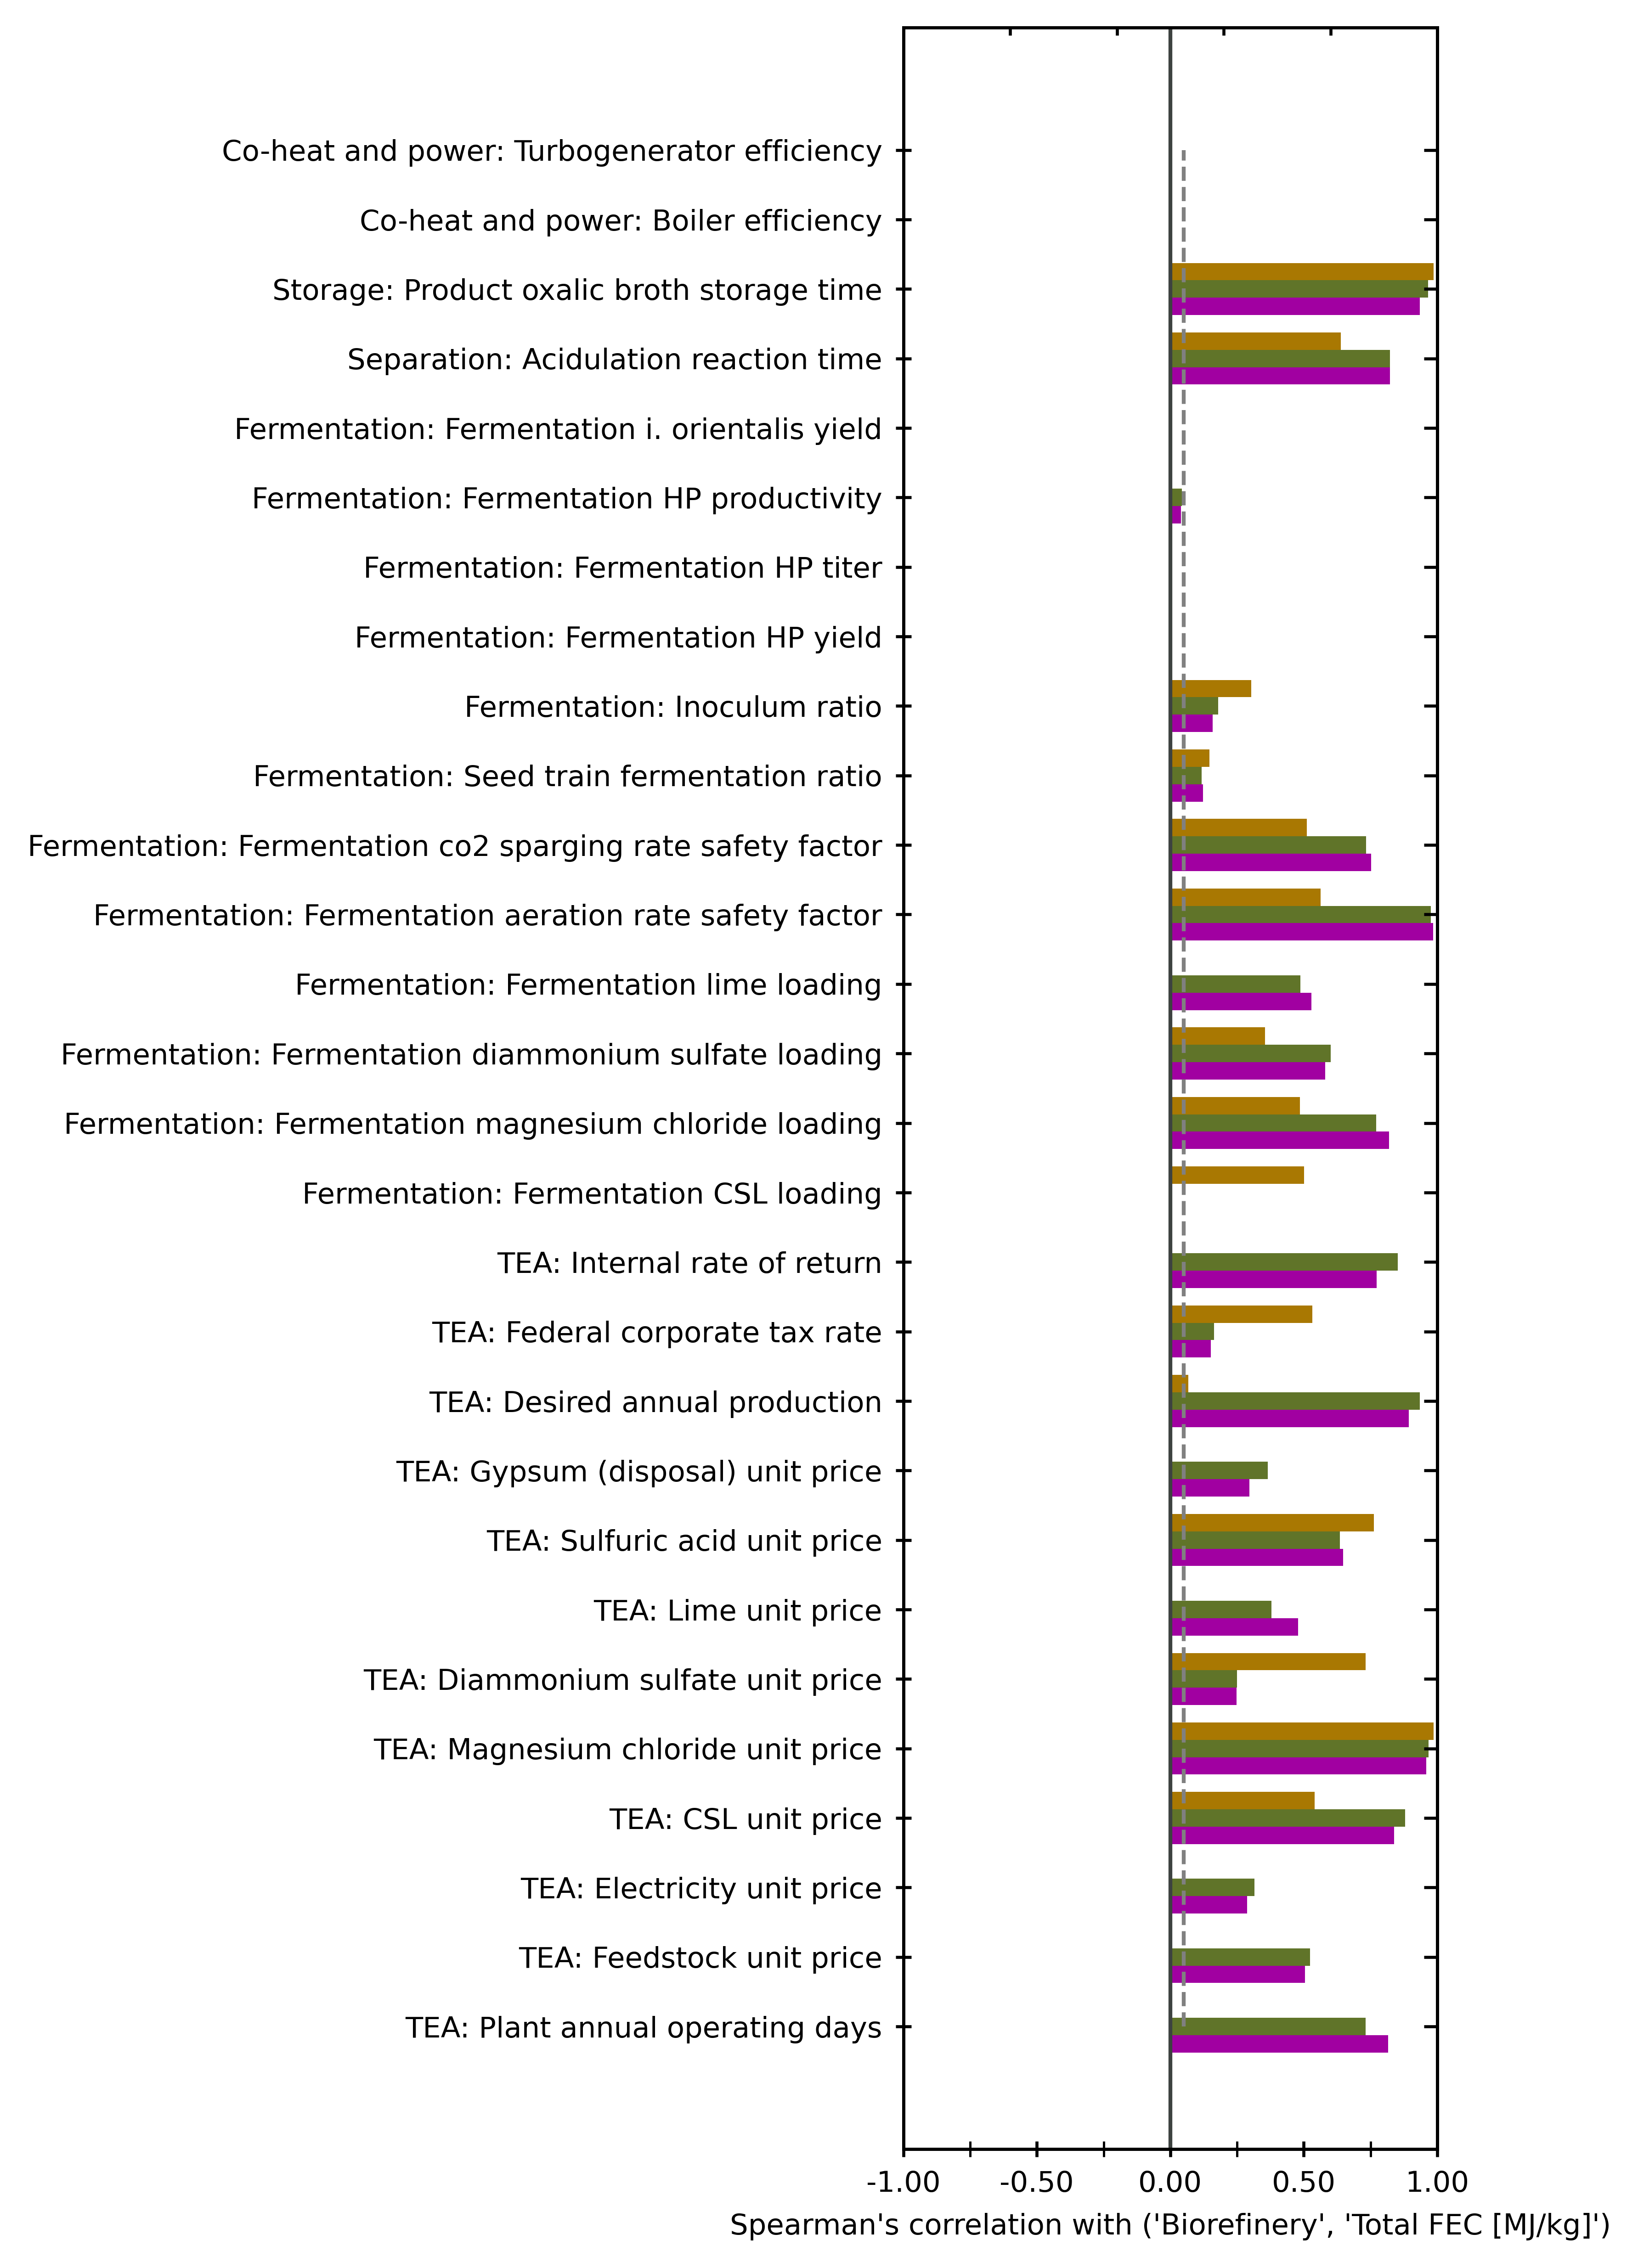 Co-heat and power: Turbogenerator efficiency
Co-heat and power: Boiler efficiency
Storage: Product oxalic broth storage time
Separation: Acidulation reaction time
Fermentation: Fermentation i. orientalis yield
Fermentation: Fermentation HP productivity
Fermentation: Fermentation HP titer
Fermentation: Fermentation HP yield
Fermentation: Inoculum ratio
Fermentation: Seed train fermentation ratio
Fermentation: Fermentation co2 sparging rate safety factor
Fermentation: Fermentation aeration rate safety factor
Fermentation: Fermentation lime loading
Fermentation: Fermentation diammonium sulfate loading
Fermentation: Fermentation magnesium chloride loading
Fermentation: Fermentation CSL loading
TEA: Internal rate of return
TEA: Federal corporate tax rate
TEA: Desired annual production
TEA: Gypsum (disposal) unit price
TEA: Sulfuric acid unit price
TEA: Lime unit price
TEA: Diammonium sulfate unit price
TEA: Magnesium chloride unit price
TEA: CSL unit price
TEA: Electricity unit price
TEA: Feedstock unit price
TEA: Plant annual operating days
-1.00 -0.50 0.00 0.50 1.00
Spearman's correlation with ('Biorefinery', 'Total FEC [MJ/kg]')